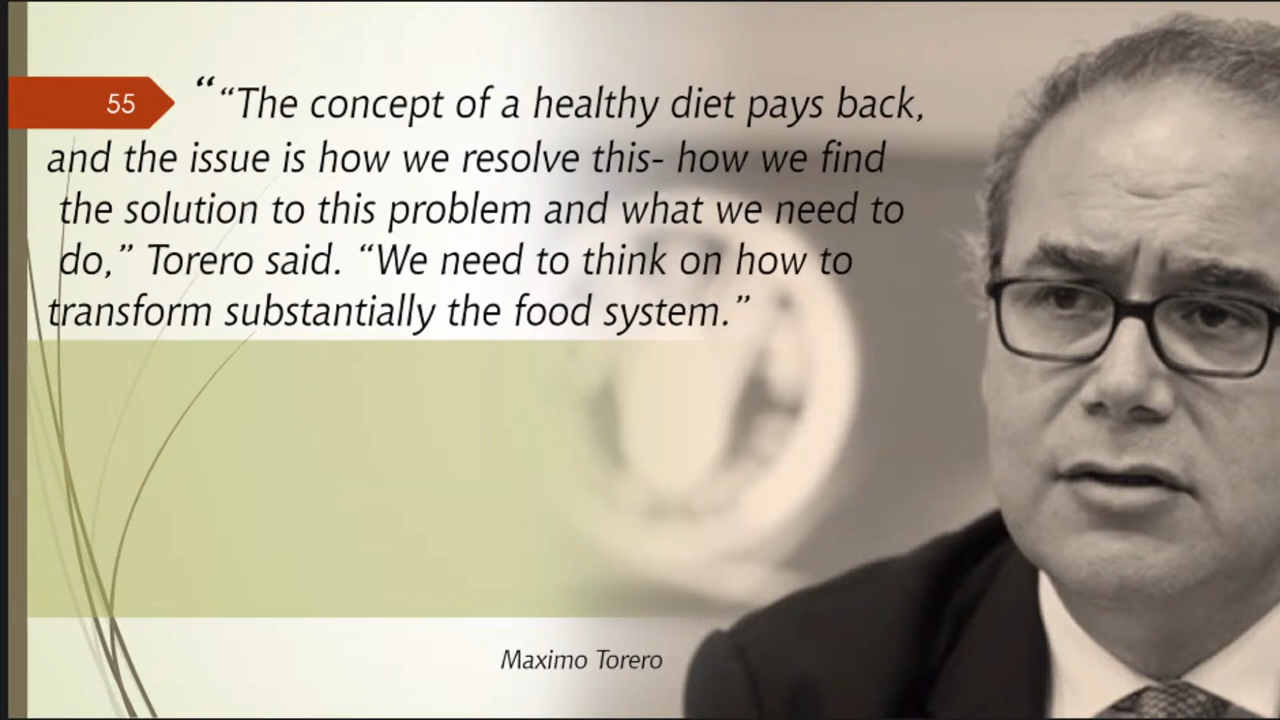 55
“ “The concept of a healthy diet pays back,
and the issue is how we resolve this- how we find
the solution to this problem and what we need to
do,” Torero said. “We need to think on how to
transform substantially the food system.”
Maximo Torero